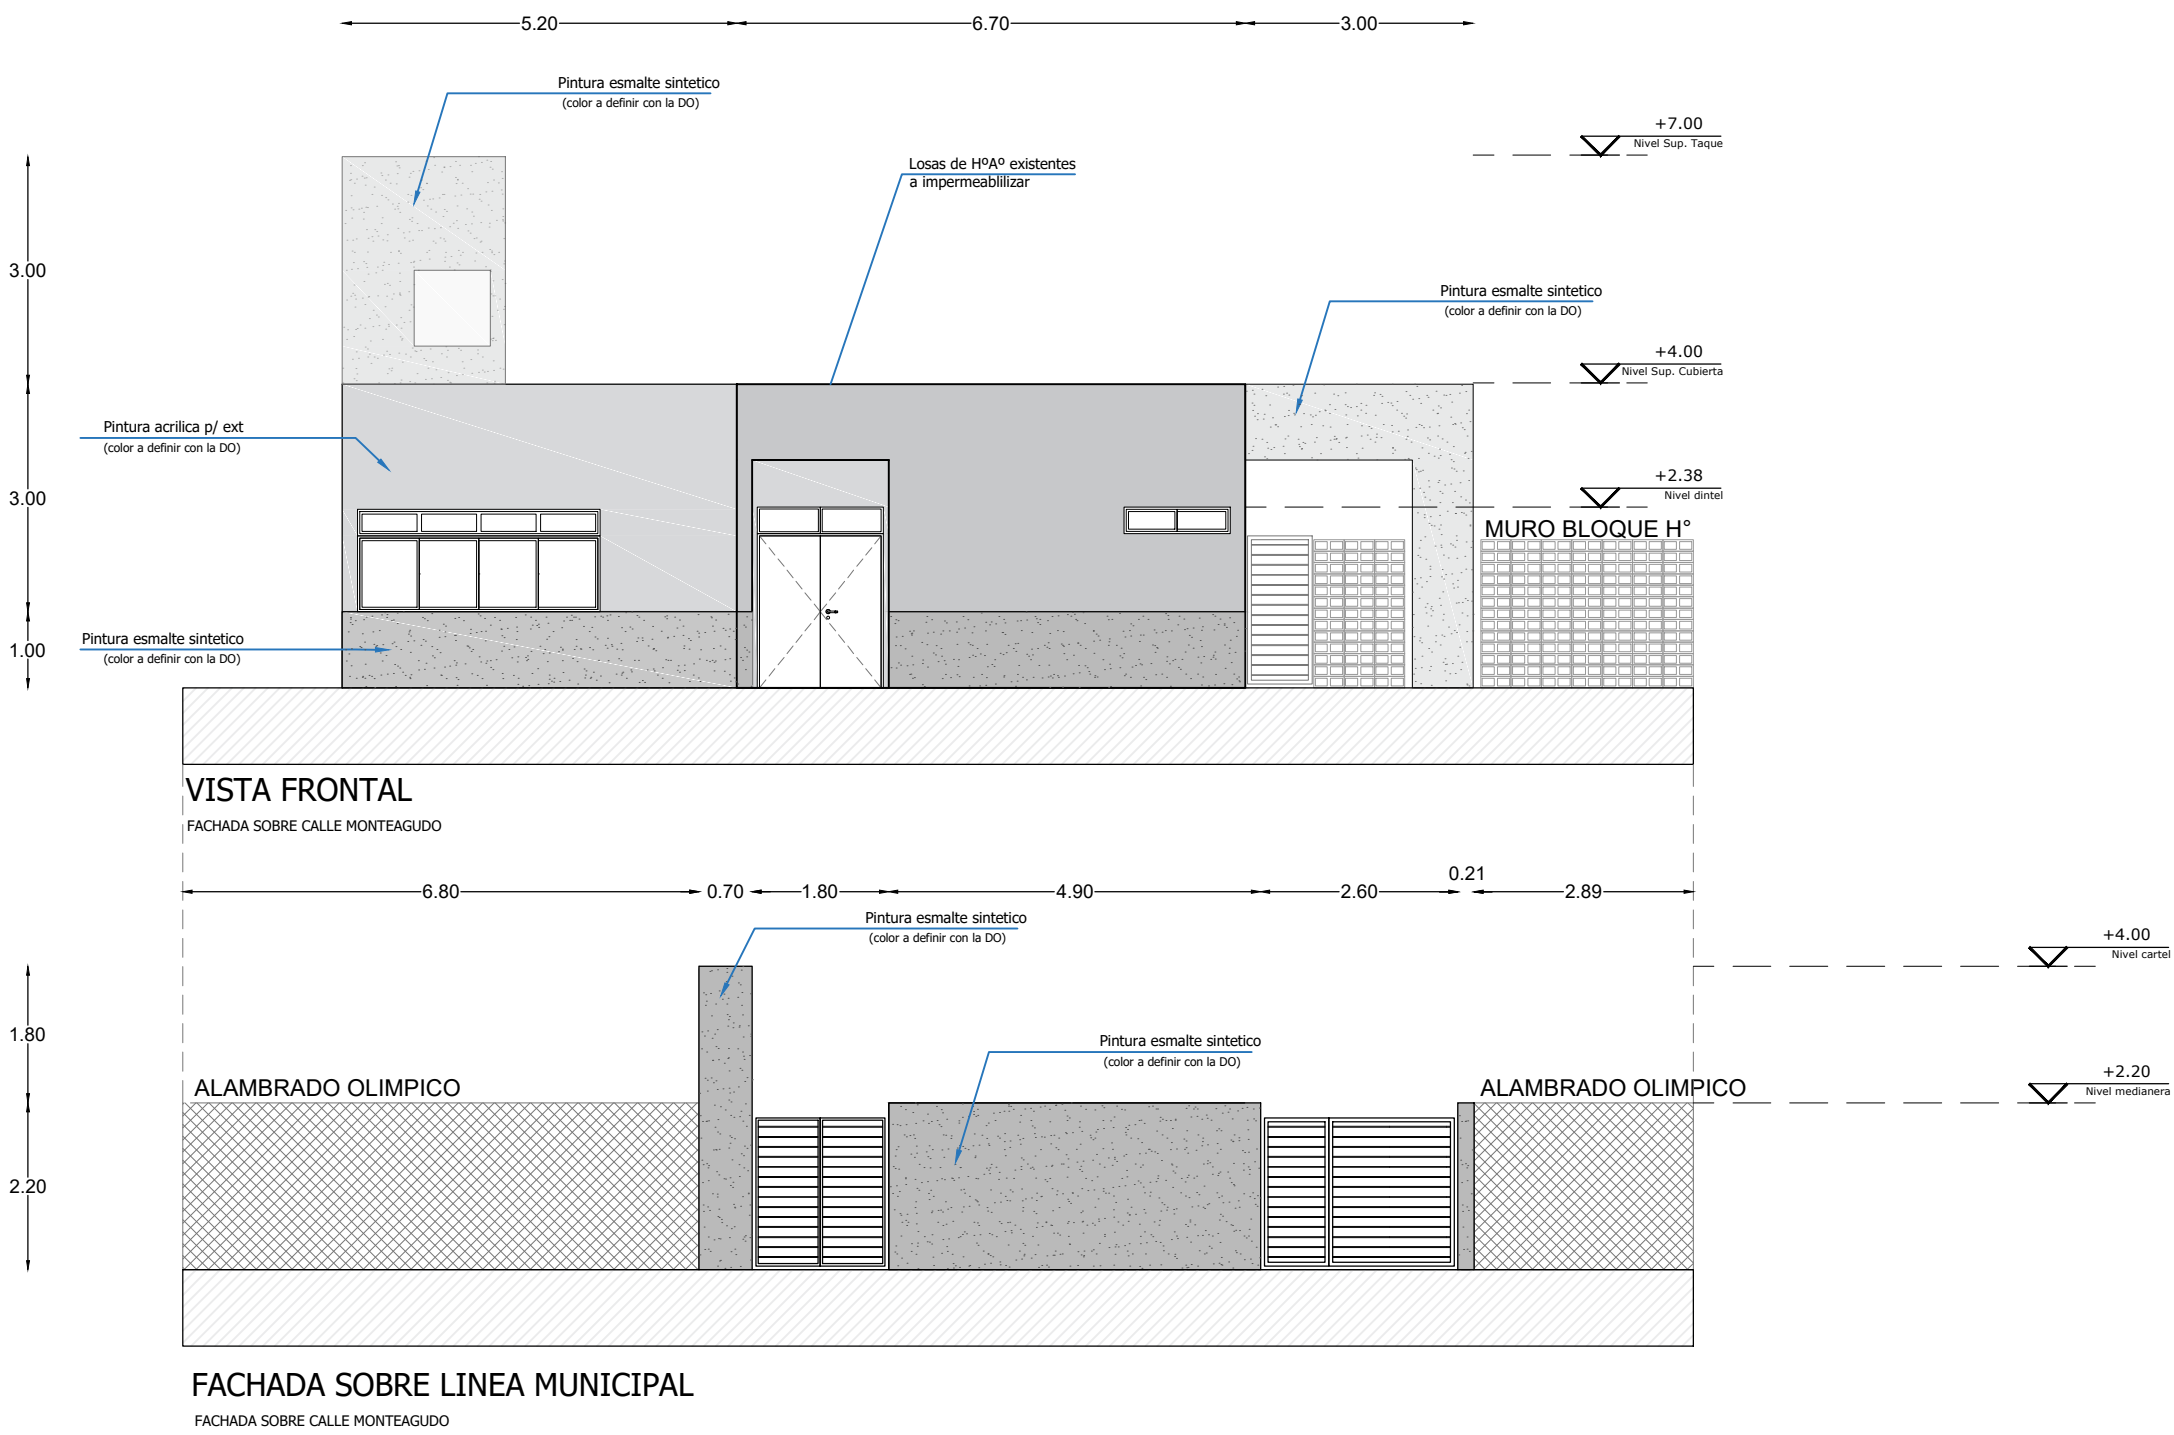 5.20
6.70
3.00
Pintura esmalte sintetico
(color a definir con la DO)
+7.00
Nivel Sup. Taque
Losas de HºAº existentes
a impermeablilizar
3.00
Pintura esmalte sintetico
(color a definir con la DO)
+4.00
Nivel Sup. Cubierta
Pintura acrilica p/ ext
(color a definir con la DO)
+2.38
Nivel dintel
3.00
MURO BLOQUE H°
Pintura esmalte sintetico
(color a definir con la DO)
1.00
VISTA FRONTAL
FACHADA SOBRE CALLE MONTEAGUDO
6.80
0.70
1.80
4.90
2.60
0.21
2.89
Pintura esmalte sintetico
(color a definir con la DO)
+4.00
Nivel cartel
1.80
Pintura esmalte sintetico
(color a definir con la DO)
ALAMBRADO OLIMPICO
ALAMBRADO OLIMPICO
+2.20
Nivel medianera
2.20
FACHADA SOBRE LINEA MUNICIPAL
FACHADA SOBRE CALLE MONTEAGUDO